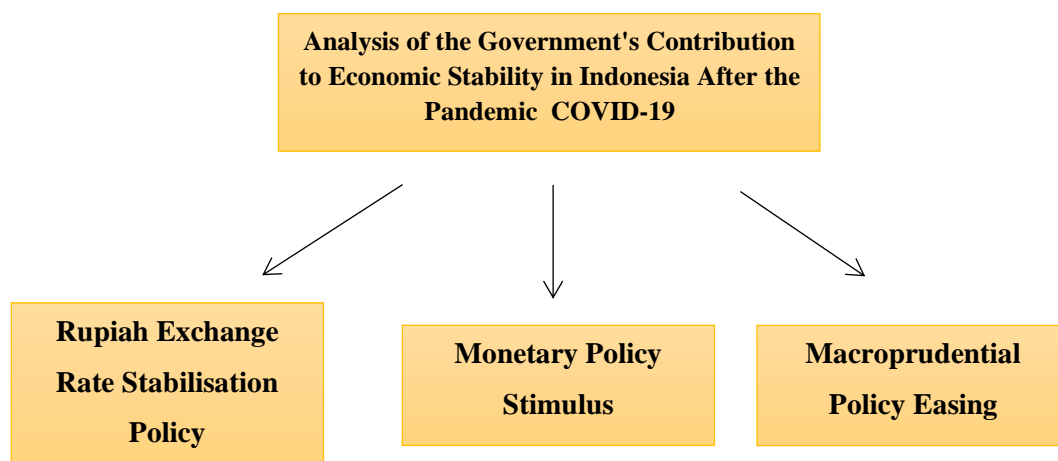 Analysis of the Government's Contribution
to Economic Stability in Indonesia After the
Pandemic COVID-19
Rupiah Exchange
Rate Stabilisation
Policy
Monetary Policy
Stimulus
Macroprudential
Policy Easing